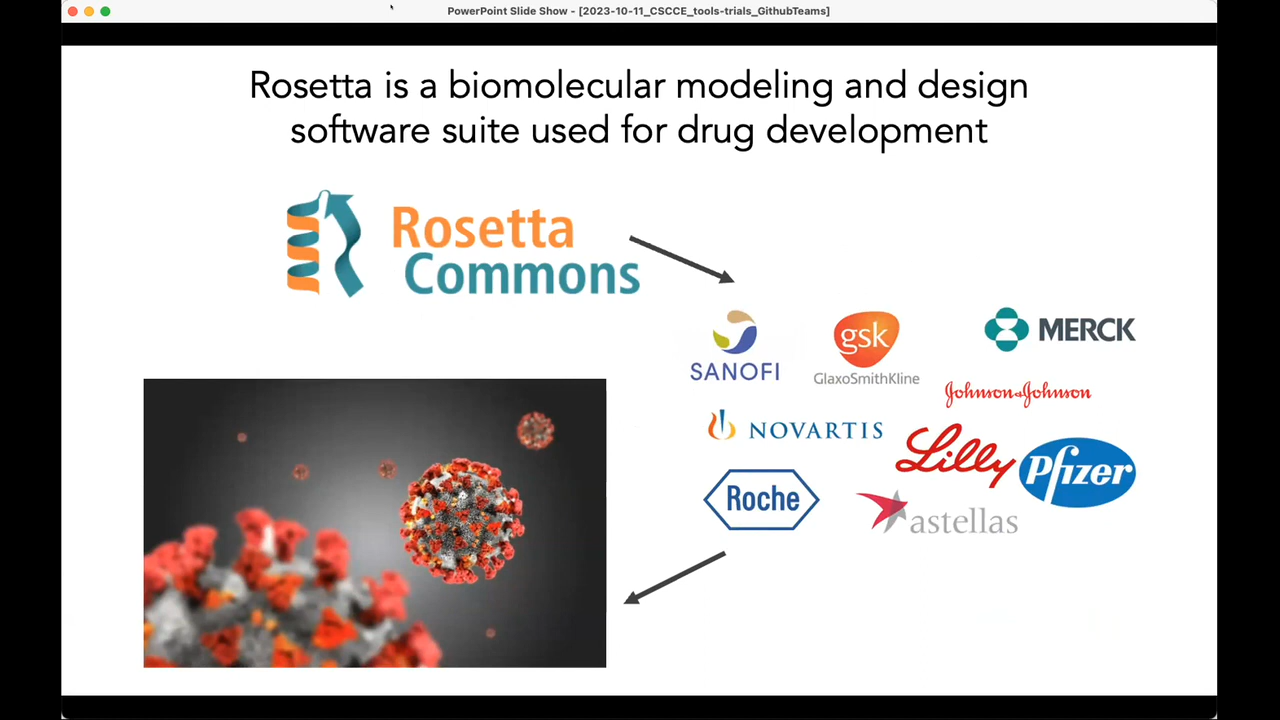 PowerPoint Slide Show - [2023-10-11_CSCCE_tools-trials_GithubTeams]
Rosetta is a biomolecular modeling and design
software suite used for drug development
Rosetta
Commons
SANOFI
gsk
GlaxoSmithKline
MERCK
Johnson&Johnson
NOVARTIS
Lilly
Pfizer
Roche
astellas